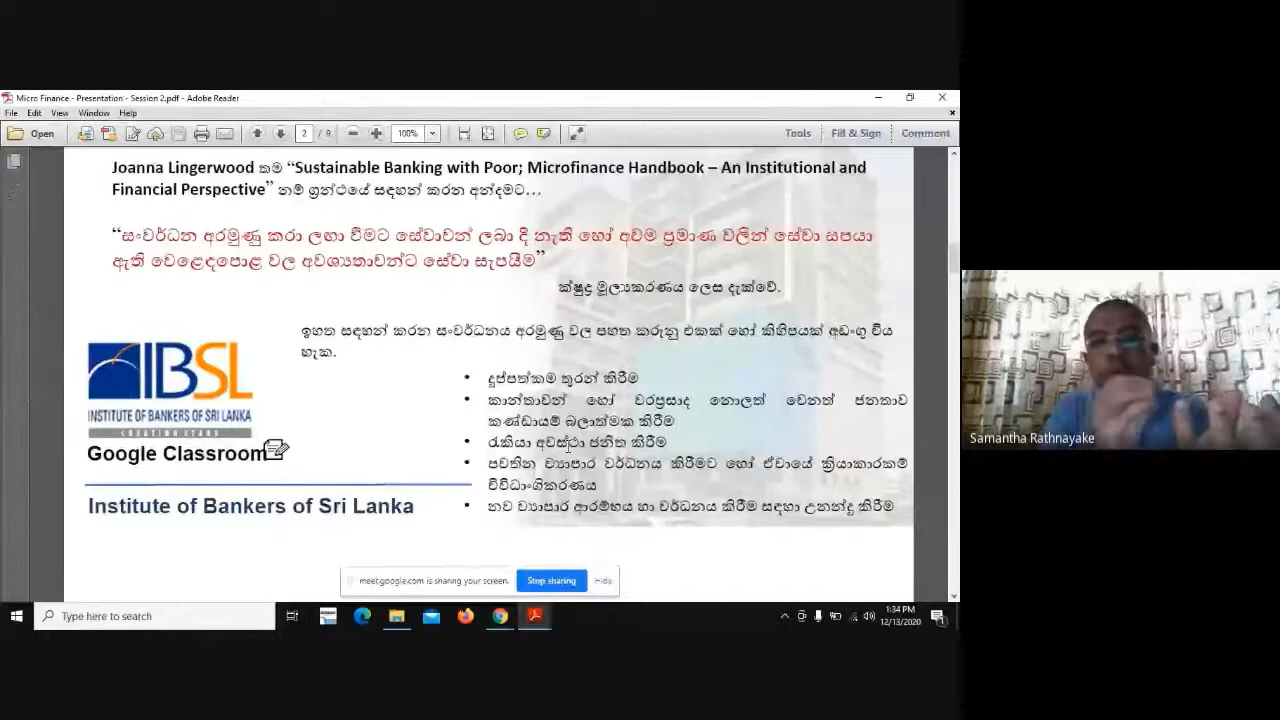 Micro Finance - Presentation - Session 2.pdf - Adobe Reader
File Edit View Window Help
Open 2 / 9 100% Tools Fill & Sign Comment
Joanna Lingerwood තම “Sustainable Banking with Poor; Microfinance Handbook – An Institutional and
Financial Perspective” නම් ග්‍රන්ථයේ සඳහන් කරන අන්දමට...
“සංවර්ධන අරමුණු කරා ලඟා වීමට සේවාවන් ලබා දි නැති හෝ අවම ප්‍රමාණ වලින් සේවා සපයා
ඇති වෙළෙදපොළ වල අවශ්‍යතාවන්ට සේවා සැපයීම”
ක්ෂුද්‍ර මූල්‍යකරණය ලෙස දැක්වේ.
ඉහත සඳහන් කරන සංවර්ධනය අරමුණු වල පහත කරුනු එකක් හෝ කිහිපයක් අඩංගු විය
හැක.
• දුප්පත්කම තුරන් කිරීම
• කාන්තාවන් හෝ වරප්‍රසාද නොලත් වෙනත් ජනතාව
කණ්ඩායම් බලාත්මක කිරීම
• රැකියා අවස්ථා ජනිත කිරීම
• පවතින ව්‍යාපාර වර්ධනය කිරීමට හෝ ඒවායේ ක්‍රියාකාරකම්
විවිධාංගිකරණය
• නව ව්‍යාපාර ආරම්භය හා වර්ධනය කිරීම සඳහා උනන්දු කිරීම
IBSL
INSTITUTE OF BANKERS OF SRI LANKA
CREATING STARS
Google Classroom
Institute of Bankers of Sri Lanka
meet.google.com is sharing your screen. Stop sharing Hide
Type here to search
1:34 PM
12/13/2020
Samantha Rathnayake